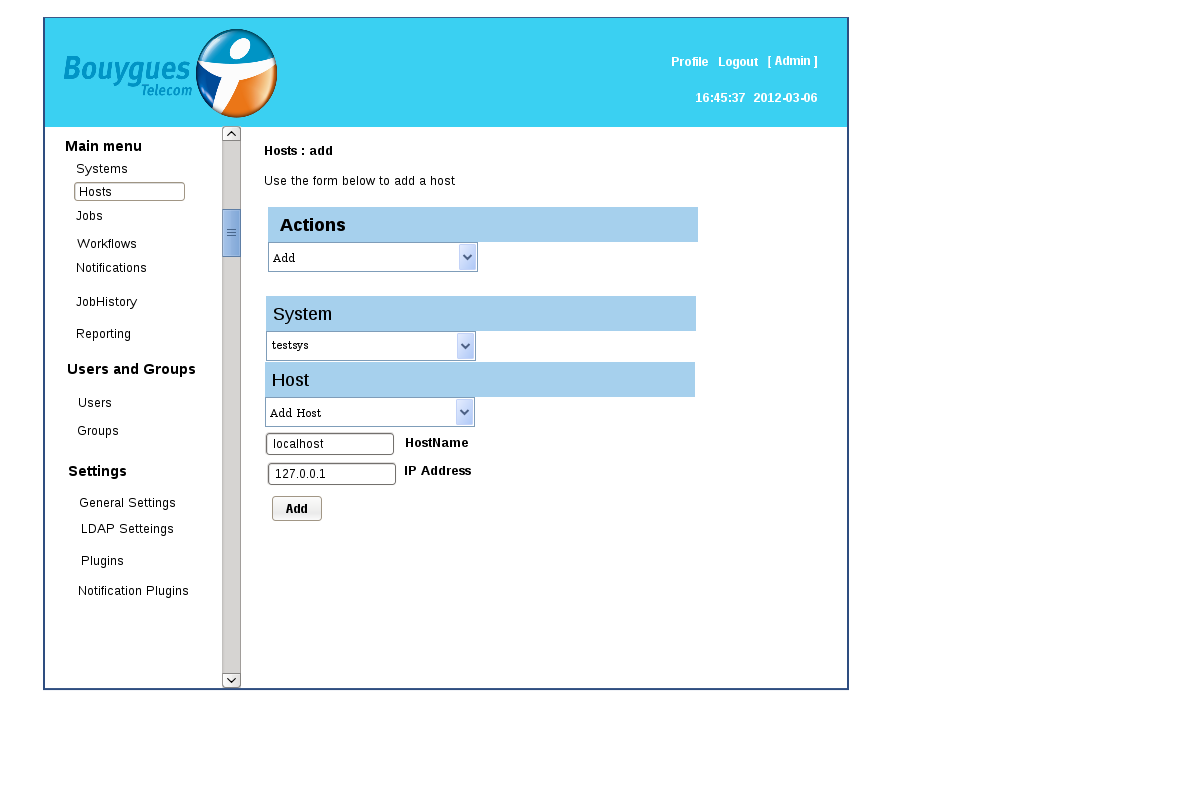 Bouygues
Telecom
Profile Logout [ Admin ]
16:45:37 2012-03-06
Main menu
Systems
Hosts
Jobs
Workflows
Notifications
JobHistory
Reporting
Users and Groups
Users
Groups
Settings
General Settings
LDAP Setteings
Plugins
Notification Plugins
Hosts : add
Use the form below to add a host
Actions
Add
System
testsys
Host
Add Host
localhost HostName
127.0.0.1 IP Address
Add